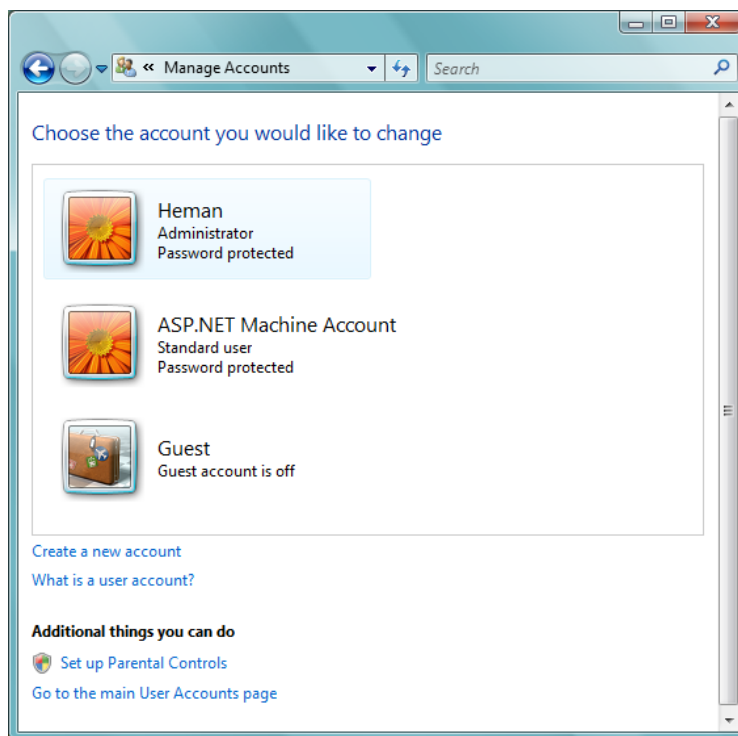 « Manage Accounts
Search
Choose the account you would like to change
Heman
Administrator
Password protected
ASP.NET Machine Account
Standard user
Password protected
Guest
Guest account is off
Create a new account
What is a user account?
Additional things you can do
Set up Parental Controls
Go to the main User Accounts page